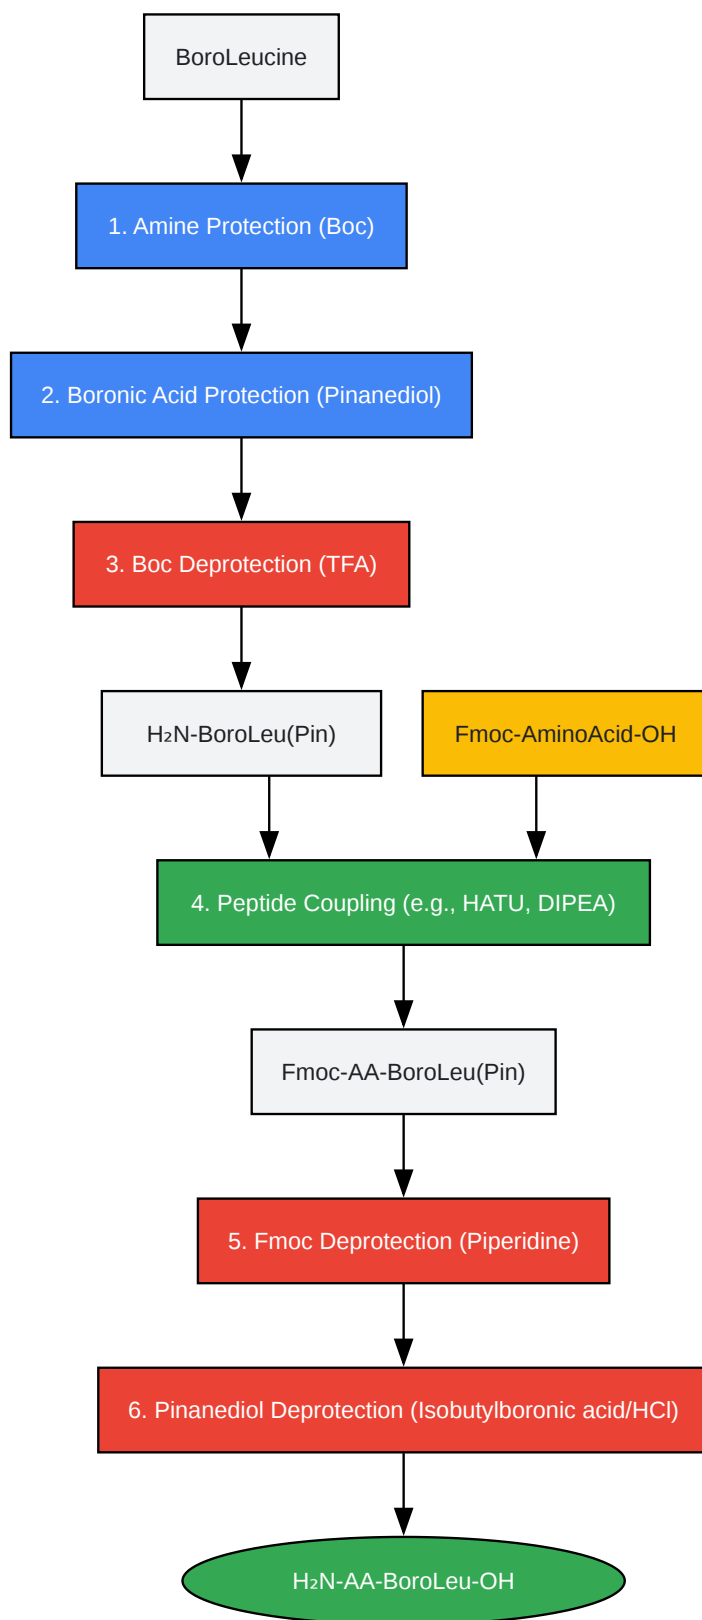 BoroLeucine
1. Amine Protection (Boc)
2. Boronic Acid Protection (Pinanediol)
3. Boc Deprotection (TFA)
H₂N-BoroLeu(Pin)
Fmoc-AminoAcid-OH
4. Peptide Coupling (e.g., HATU, DIPEA)
Fmoc-AA-BoroLeu(Pin)
5. Fmoc Deprotection (Piperidine)
6. Pinanediol Deprotection (Isobutylboronic acid/HCl)
H₂N-AA-BoroLeu-OH